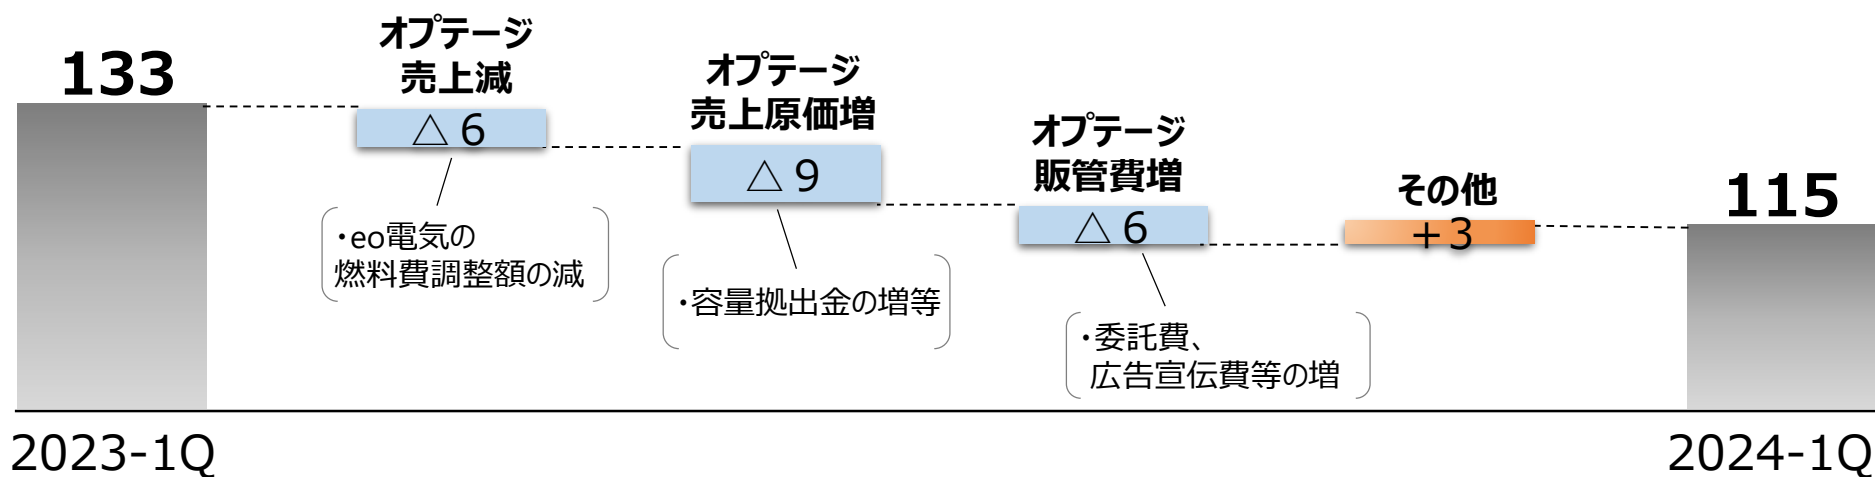 133
オプテージ
売上減
△ 6
・eo電気の
燃料費調整額の減
オプテージ
売上原価増
△ 9
・容量拠出金の増等
オプテージ
販管費増
△ 6
・委託費、
広告宣伝費等の増
その他
＋3
115
2023-1Q
2024-1Q